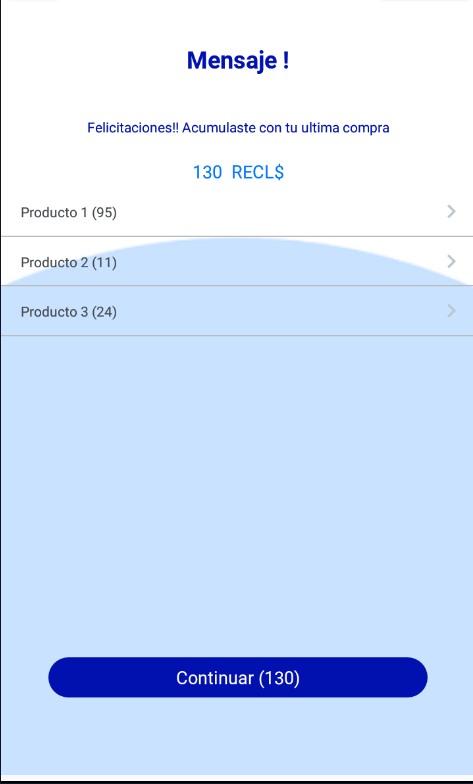 Mensaje !
Felicitaciones!! Acumulaste con tu ultima compra
130 RECL$
Producto 1 (95)
Producto 2 (11)
Producto 3 (24)
Continuar (130)